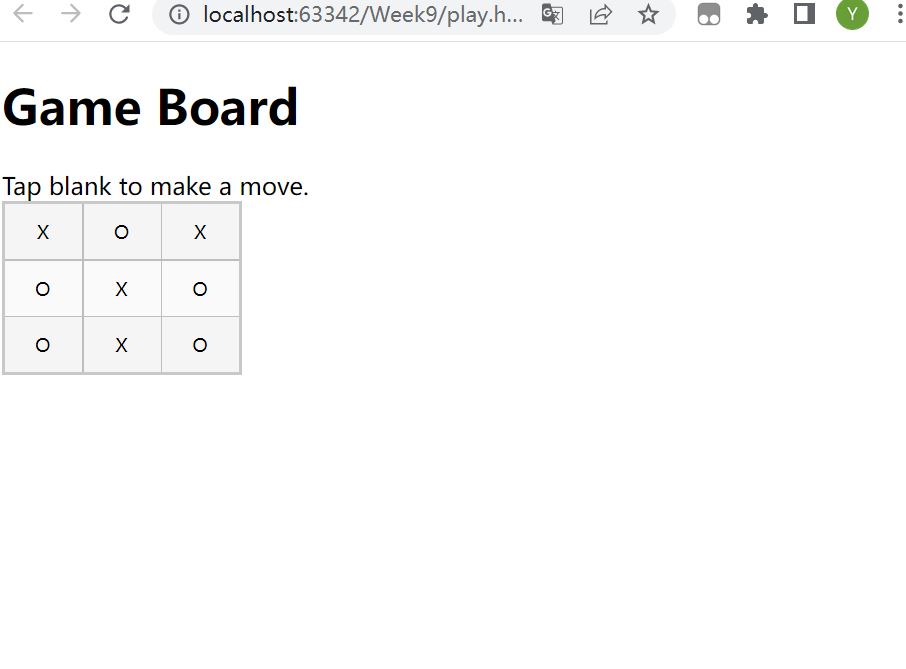 localhost:63342/Week9/play.h...
Y
Game Board
Tap blank to make a move.
X O X
O X O
O X O